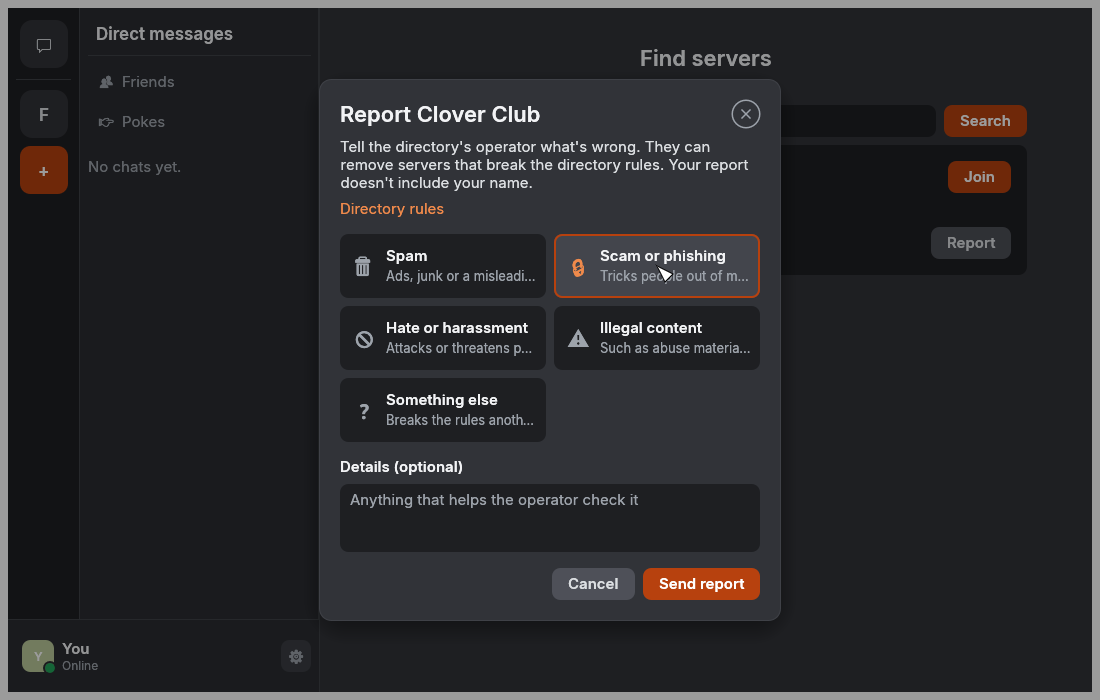 Direct messages
Friends
Pokes
No chats yet.
F
+
Find servers
Search
Join
Report
Report Clover Club
Tell the directory's operator what's wrong. They can
remove servers that break the directory rules. Your report
doesn't include your name.
Directory rules
Spam
Ads, junk or a misleadi...
Scam or phishing
Tricks people out of m...
Hate or harassment
Attacks or threatens p...
Illegal content
Such as abuse materia...
?
Something else
Breaks the rules anoth...
Details (optional)
Anything that helps the operator check it
Cancel
Send report
Y
You
Online